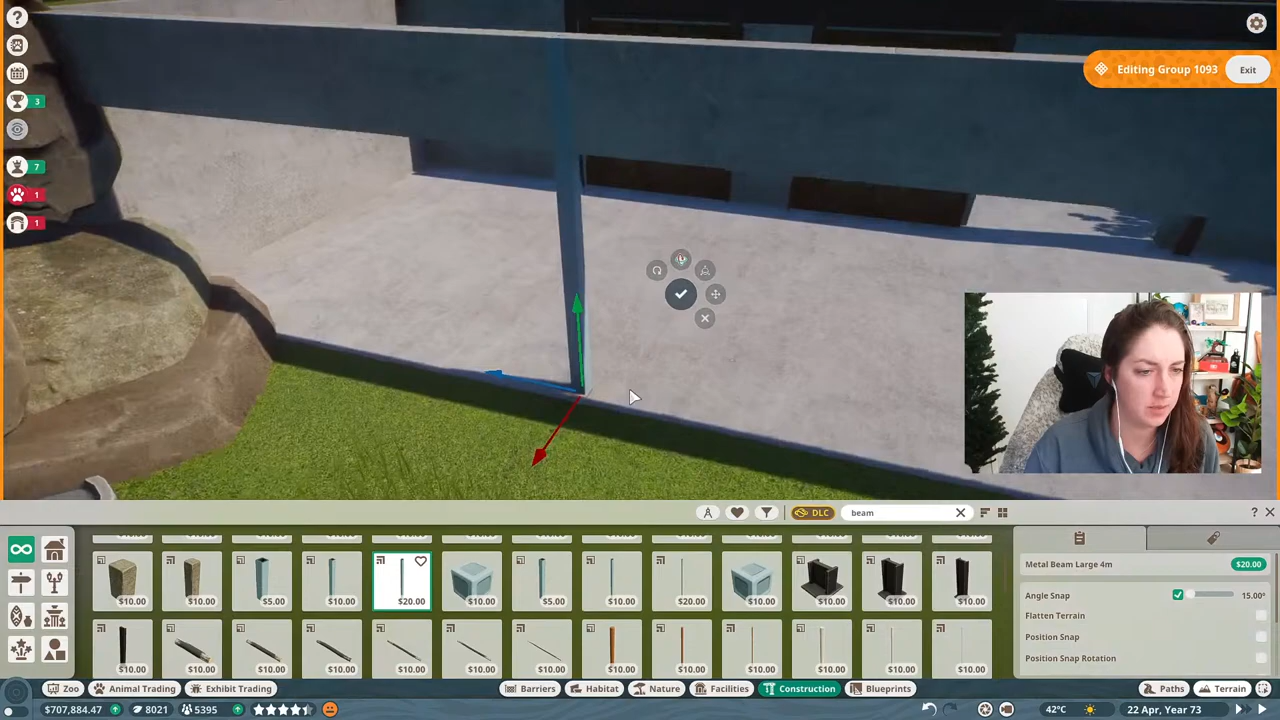 ?
Editing Group 1093
Exit
3
7
1
1
DLC
beam
?
$10.00 $10.00 $5.00 $10.00 $20.00 $10.00 $5.00 $10.00 $20.00 $10.00 $10.00 $10.00 $10.00
$10.00 $10.00 $10.00 $10.00 $10.00 $10.00 $10.00 $10.00 $10.00 $10.00 $10.00 $10.00 $10.00
Metal Beam Large 4m
$20.00
Angle Snap
15.00°
Flatten Terrain
Position Snap
Position Snap Rotation
Zoo Animal Trading Exhibit Trading Barriers Habitat Nature Facilities Construction Blueprints Paths Terrain
$707,884.47 8021 5395 42°C 22 Apr, Year 73